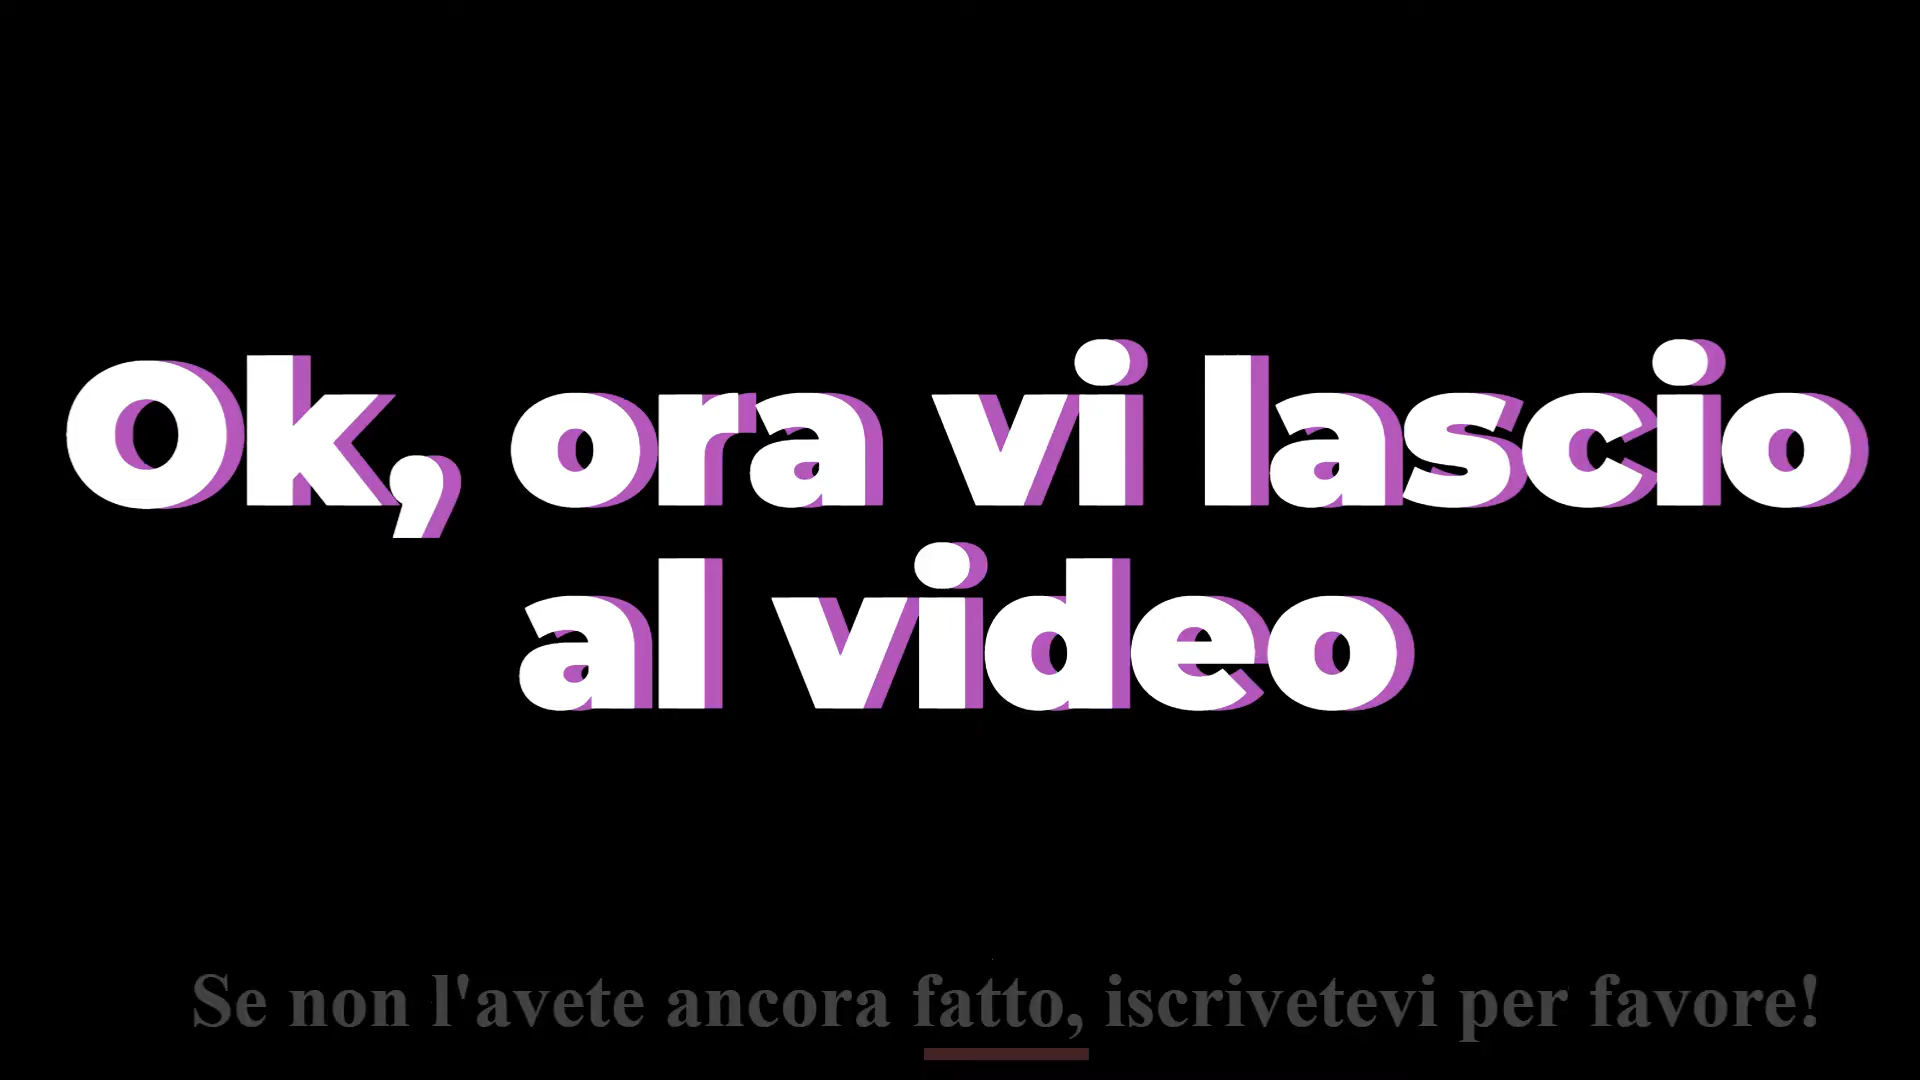 Ok, ora vi lascio
al video
Se non l'avete ancora fatto, iscrivetevi per favore!